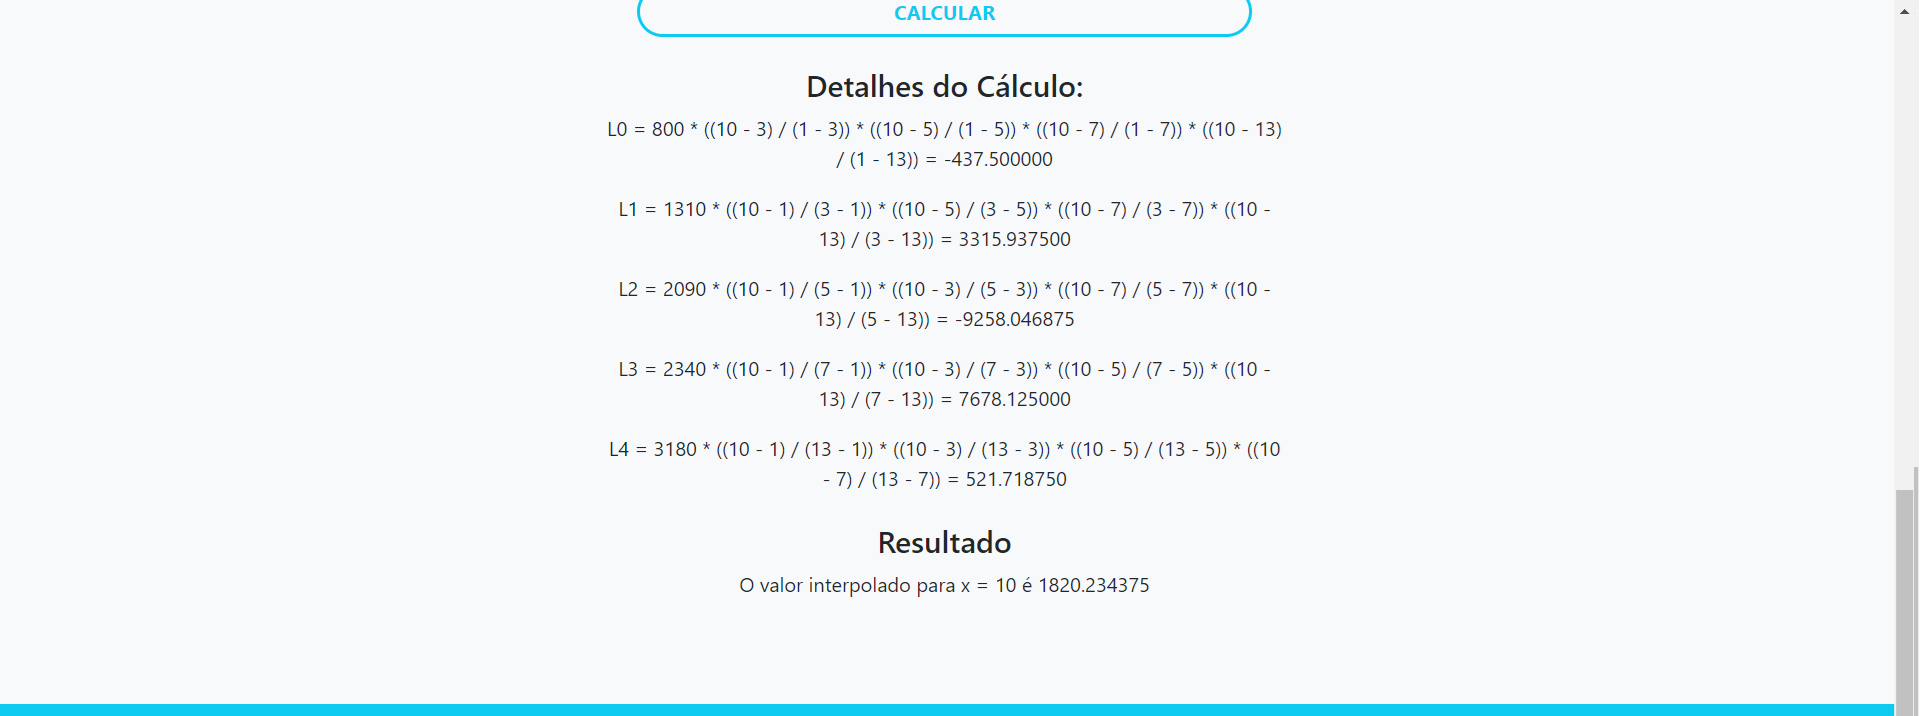 CALCULAR
Detalhes do Cálculo:
L0 = 800 * ((10 - 3) / (1 - 3)) * ((10 - 5) / (1 - 5)) * ((10 - 7) / (1 - 7)) * ((10 - 13)
/ (1 - 13)) = -437.500000
L1 = 1310 * ((10 - 1) / (3 - 1)) * ((10 - 5) / (3 - 5)) * ((10 - 7) / (3 - 7)) * ((10 -
13) / (3 - 13)) = 3315.937500
L2 = 2090 * ((10 - 1) / (5 - 1)) * ((10 - 3) / (5 - 3)) * ((10 - 7) / (5 - 7)) * ((10 -
13) / (5 - 13)) = -9258.046875
L3 = 2340 * ((10 - 1) / (7 - 1)) * ((10 - 3) / (7 - 3)) * ((10 - 5) / (7 - 5)) * ((10 -
13) / (7 - 13)) = 7678.125000
L4 = 3180 * ((10 - 1) / (13 - 1)) * ((10 - 3) / (13 - 3)) * ((10 - 5) / (13 - 5)) * ((10
- 7) / (13 - 7)) = 521.718750
Resultado
O valor interpolado para x = 10 é 1820.234375